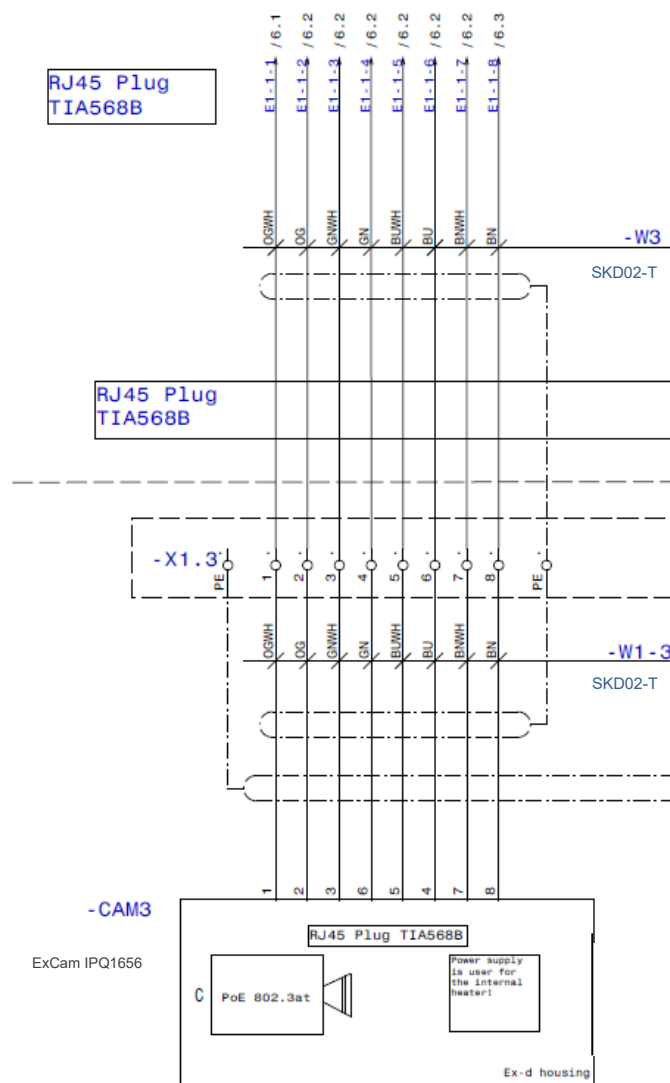 /6.1 /6.2 /6.2 /6.2 /6.2 /6.2 /6.2 /6.3
E1-1-1 E1-1-2 E1-1-3 E1-1-4 E1-1-5 E1-1-6 E1-1-7 E1-1-8
RJ45 Plug
TIA568B
OGWH OG GNWH GN BUWH BU BNWH BN
-W3
SKD02-T
RJ45 Plug
TIA568B
-X1.3
PE 1 2 3 4 5 6 7 8 PE
OGWH OG GNWH GN BUWH BU BNWH BN
-W1-3
SKD02-T
1 2 3 6 5 4 7 8
-CAM3
RJ45 Plug TIA568B
ExCam IPQ1656
C
PoE 802.3at
Power supply
is user for
the internal
heater!
Ex-d housing